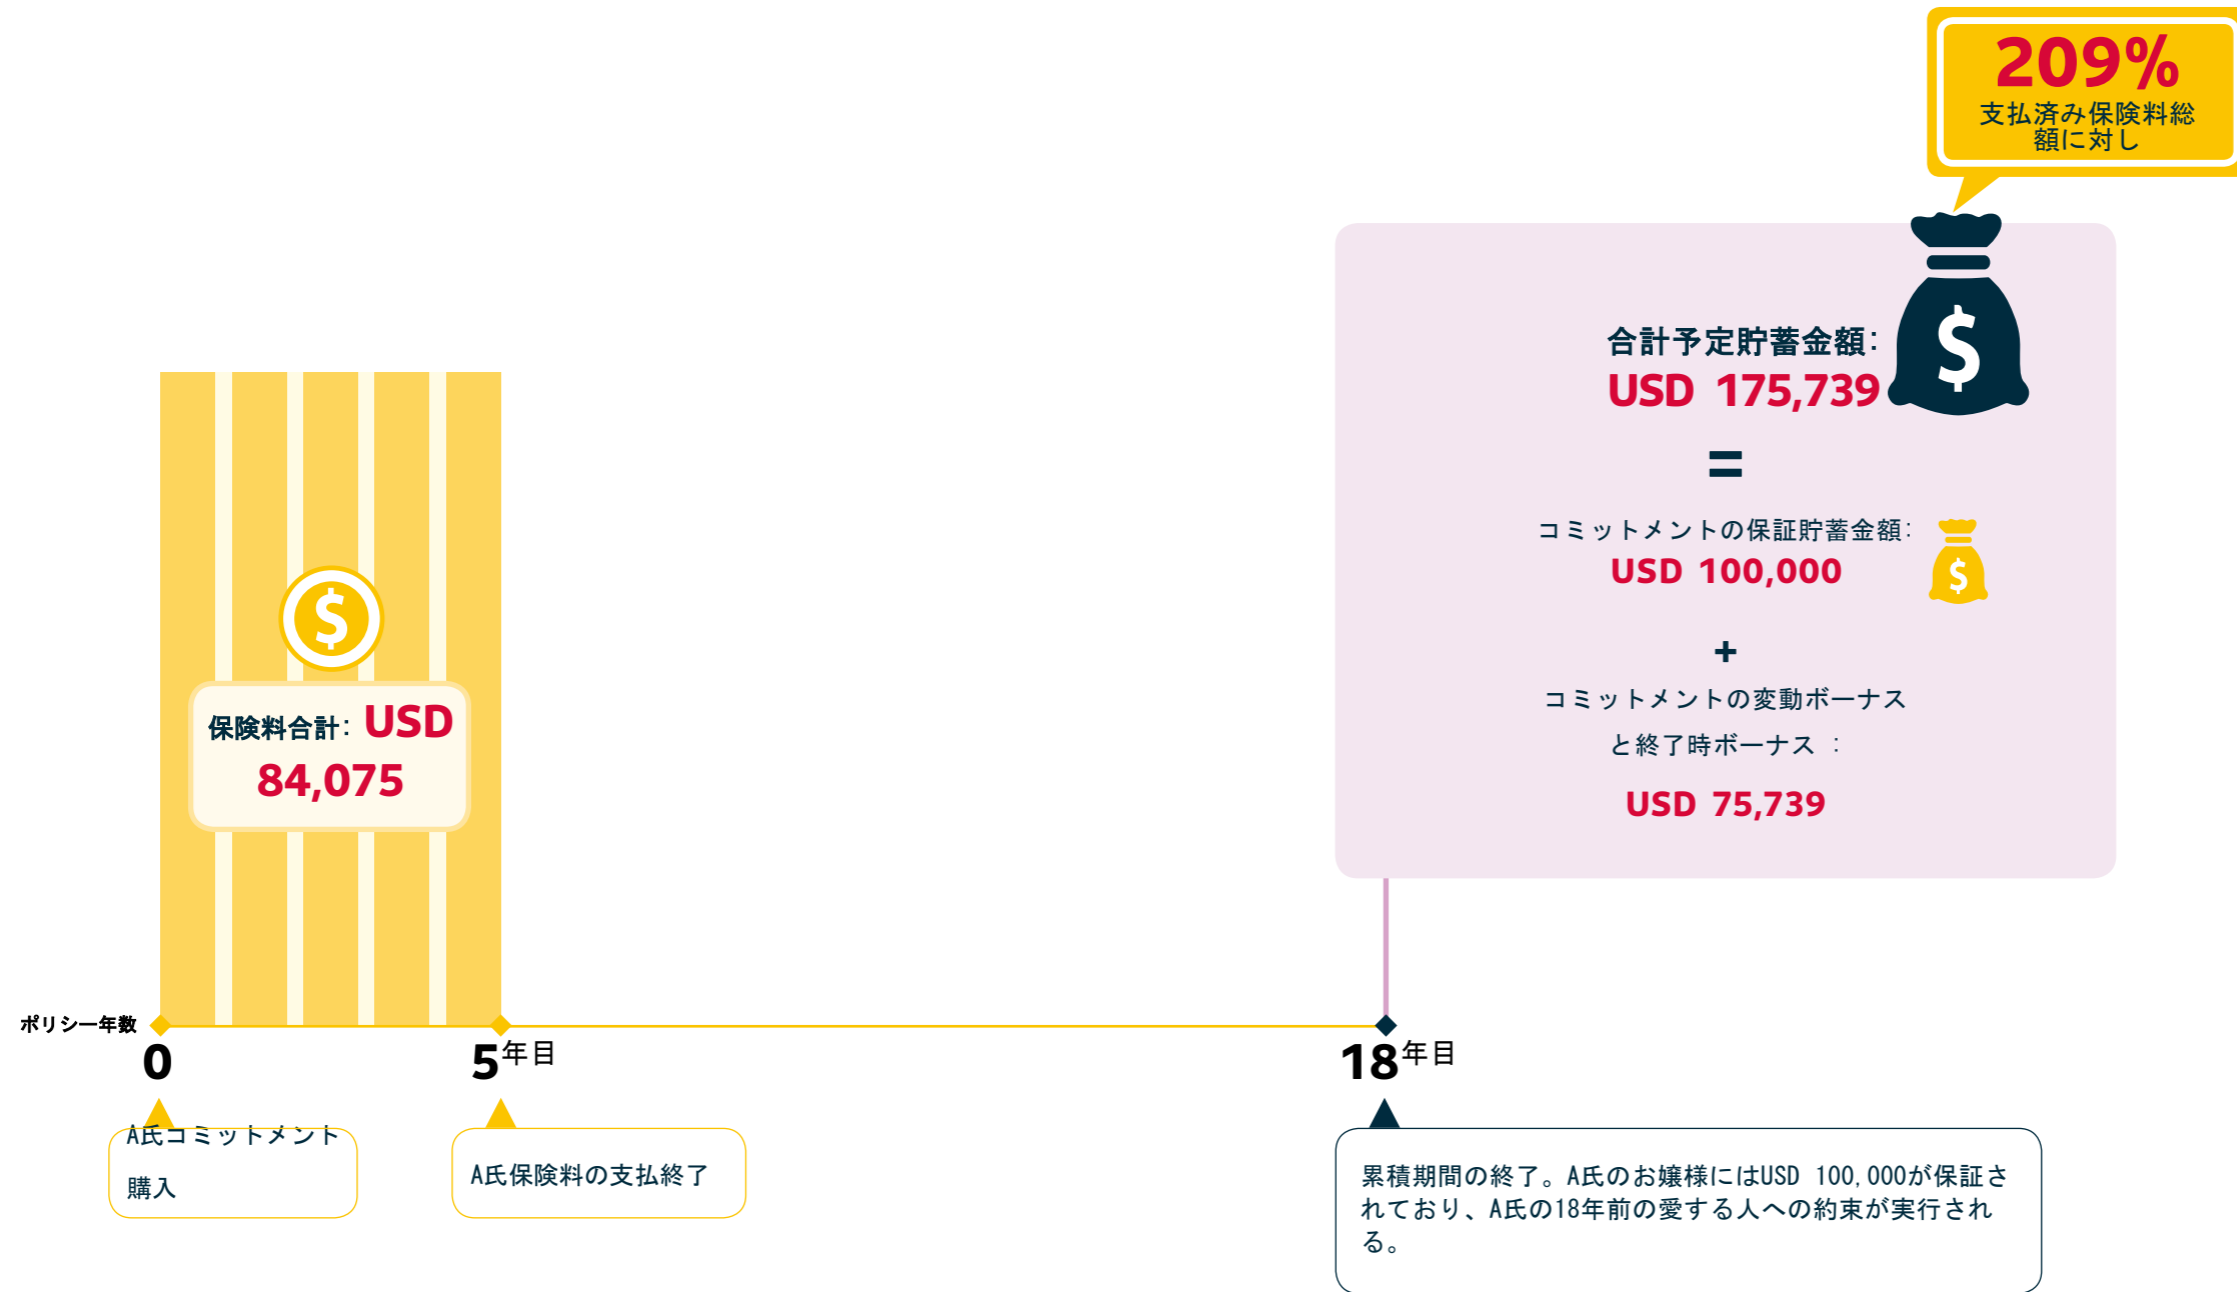 209%
支払済み保険料総
額に対し
合計予定貯蓄金額:
USD 175,739
=
コミットメントの保証貯蓄金額:
USD 100,000
+
コミットメントの変動ボーナス
と終了時ボーナス :
USD 75,739
$
$
$
保険料合計: USD
84,075
ポリシー年数
0
5年目
18年目
A氏コミットメント
購入
A氏保険料の支払終了
累積期間の終了。A氏のお嬢様にはUSD 100,000が保証さ
れており、A氏の18年前の愛する人への約束が実行され
る。